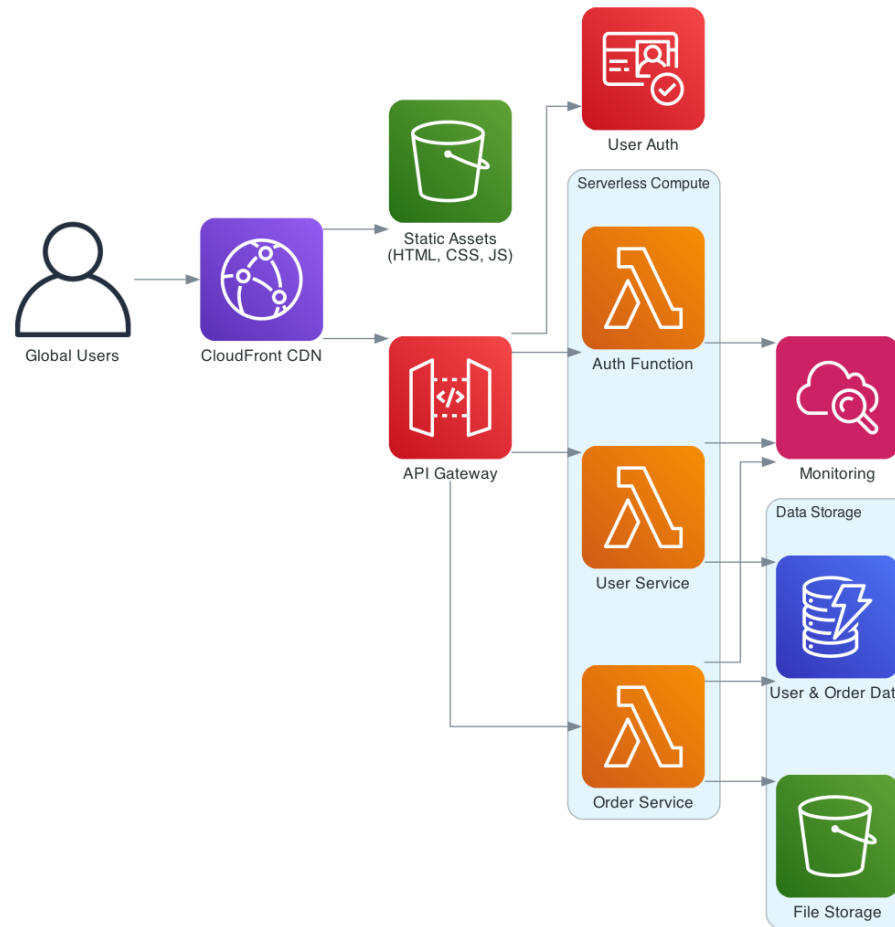 User Auth
Serverless Compute
Static Assets
(HTML, CSS, JS)
Global Users
CloudFront CDN
Auth Function
API Gateway
Monitoring
Data Storage
User Service
User & Order Dat
Order Service
File Storage